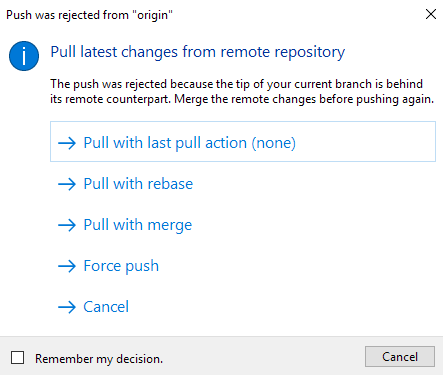 Push was rejected from "origin"
Pull latest changes from remote repository
The push was rejected because the tip of your current branch is behind
its remote counterpart. Merge the remote changes before pushing again.
Pull with last pull action (none)
Pull with rebase
Pull with merge
Force push
Cancel
Remember my decision.
Cancel